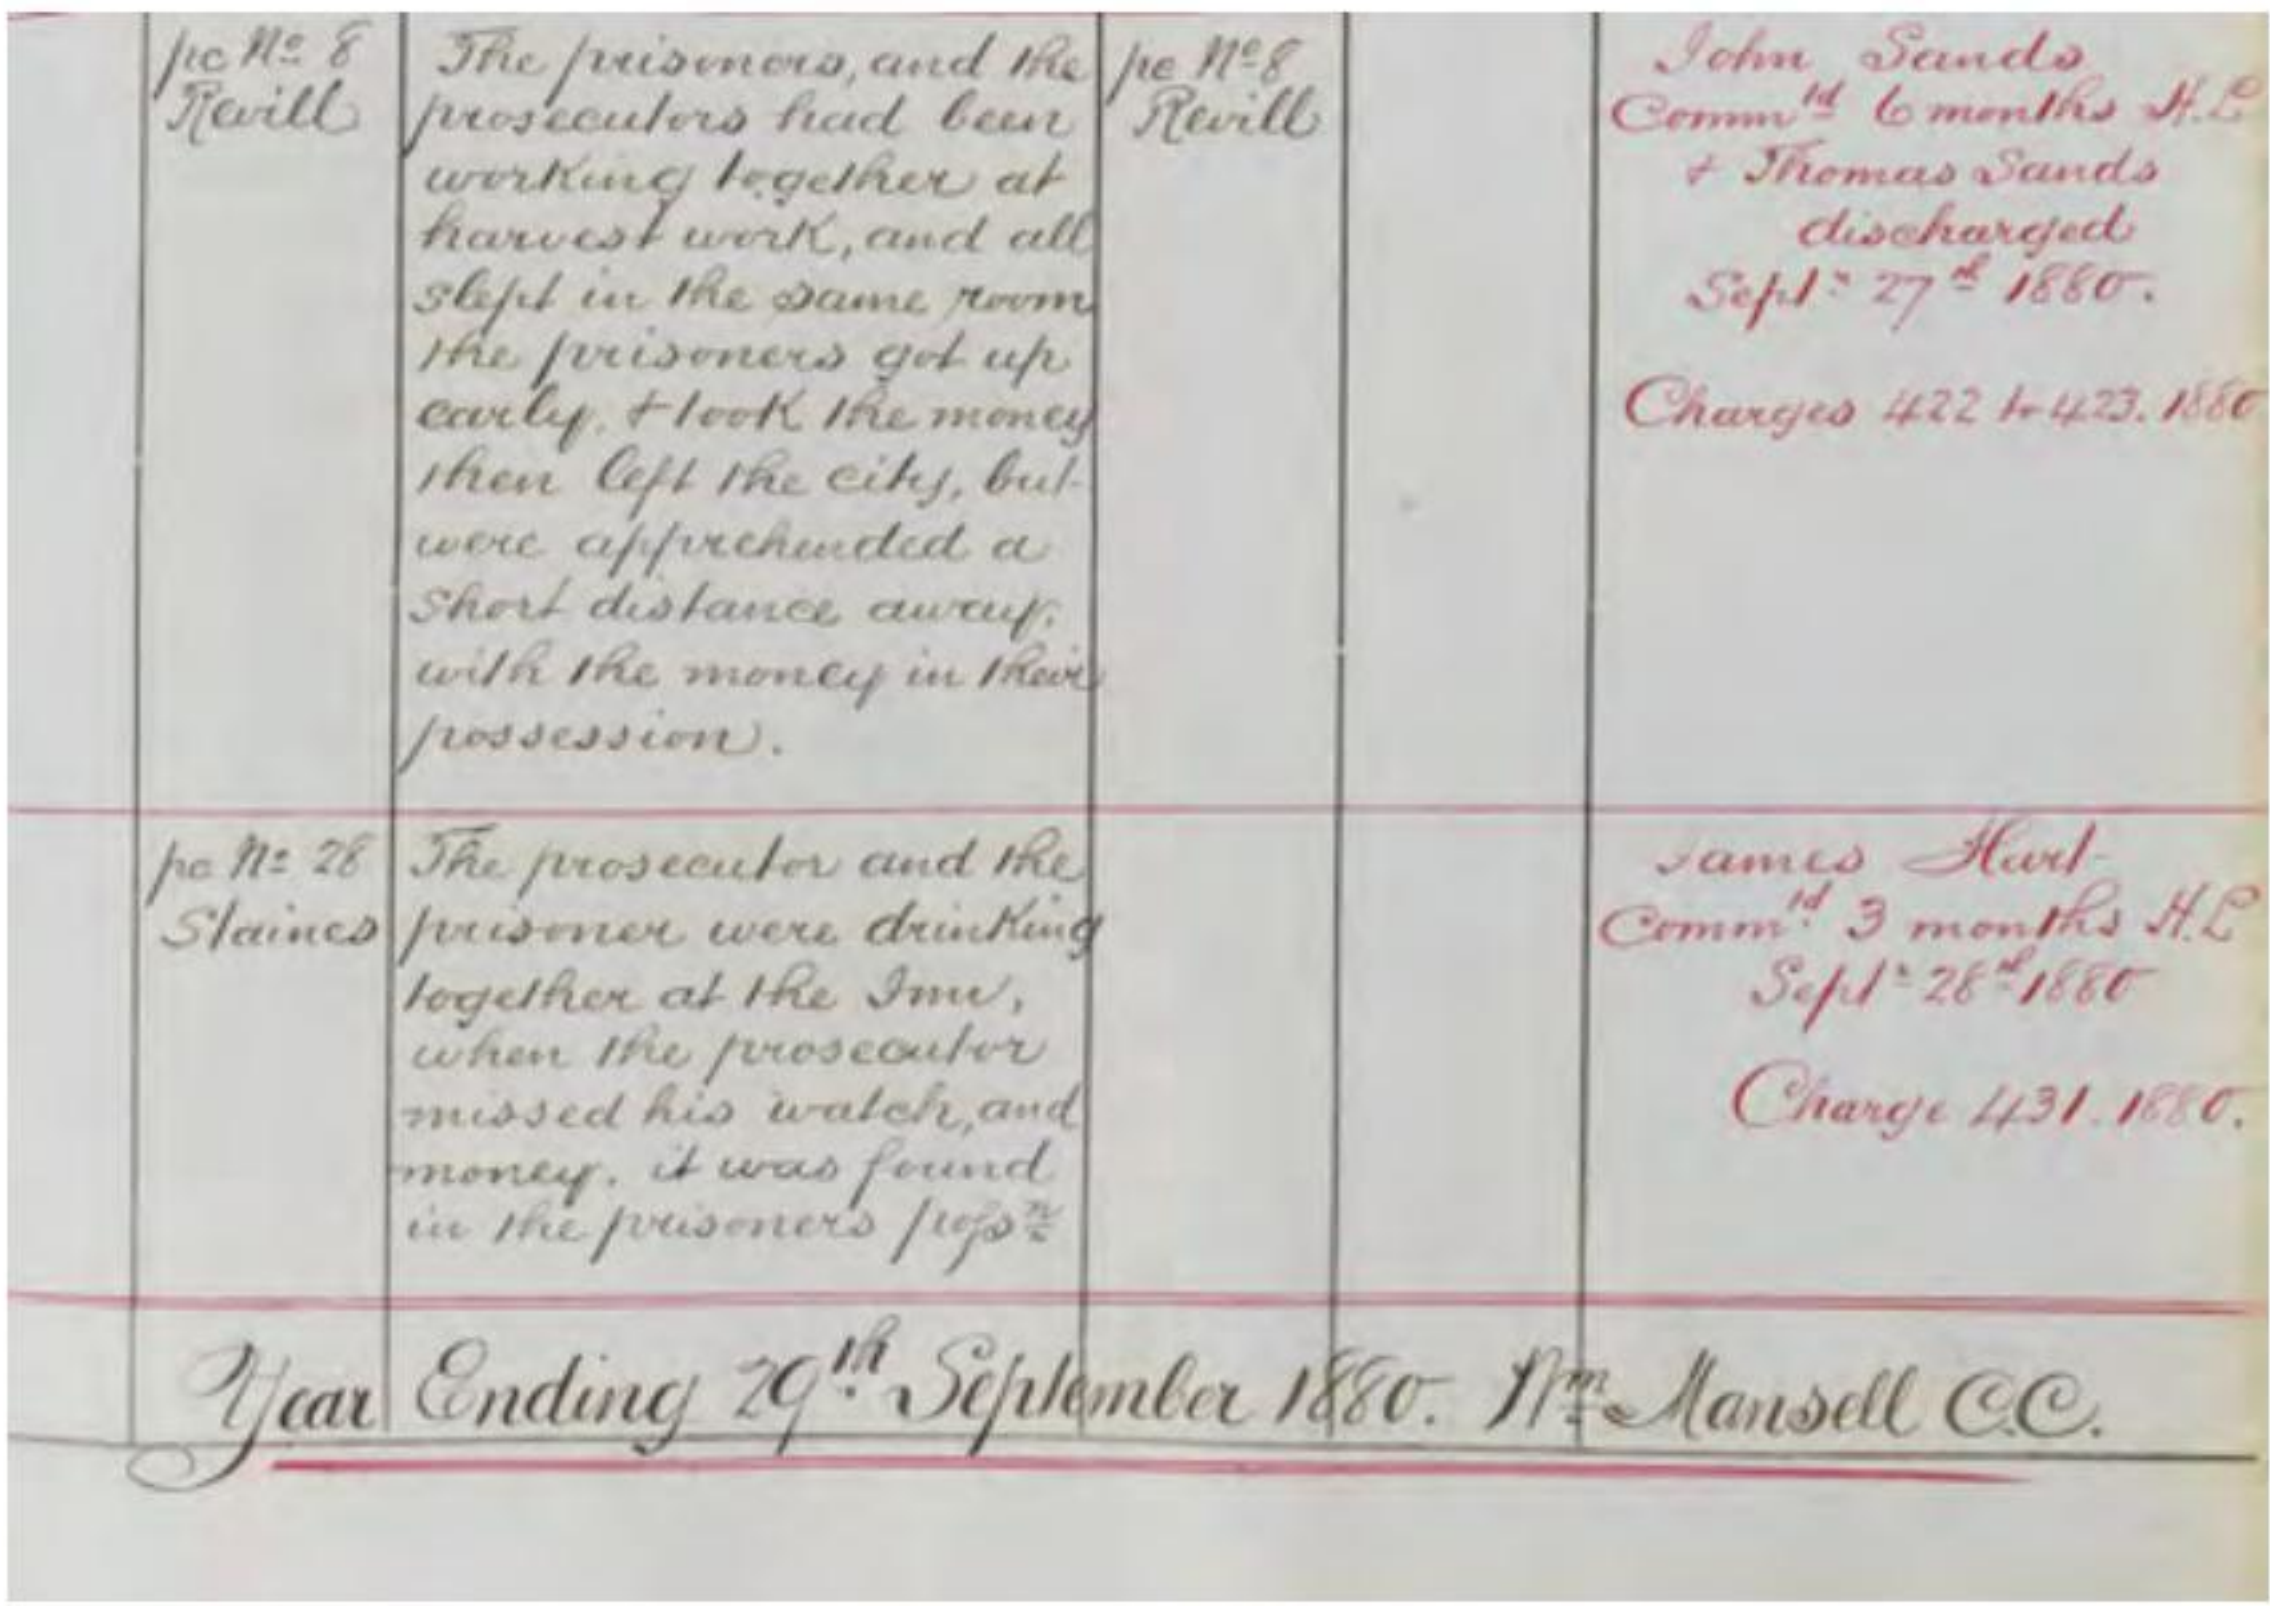 pc No 8
Revill
The prisoners, and the
prosecutors had been
working together at
harvest work, and all
slept in the same room
the prisoners got up
early, & took the money
then left the city, but
were apprehended a
short distance away,
with the money in their
possession.
pc No 8
Revill
John Sands
Commtd 6 months H.L
& Thomas Sands
discharged
Septr 27th 1880.
Charges 422 to 423. 1880
pc No 28
Staines
The prosecutor and the
prisoner were drinking
together at the Inn,
when the prosecutor
missed his watch, and
money. it was found
in the prisoners possn
James Hart
Commtd 3 months H.L
Septr 28th 1880
Charge 431. 1880.
Year Ending 29th September 1880. Wm Mansell C.C.